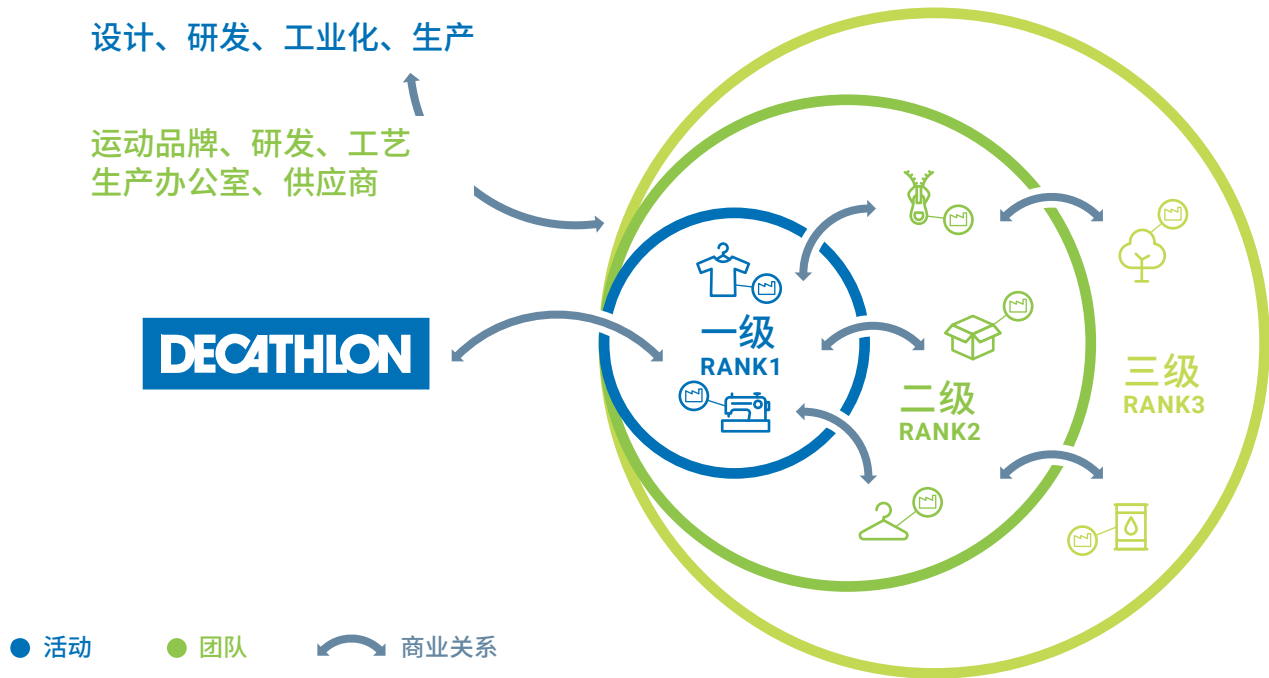 设计、研发、工业化、生产
运动品牌、研发、工艺
生产办公室、供应商
DECATHLON
一级
RANK1
二级
RANK2
三级
RANK3
活动
团队
商业关系